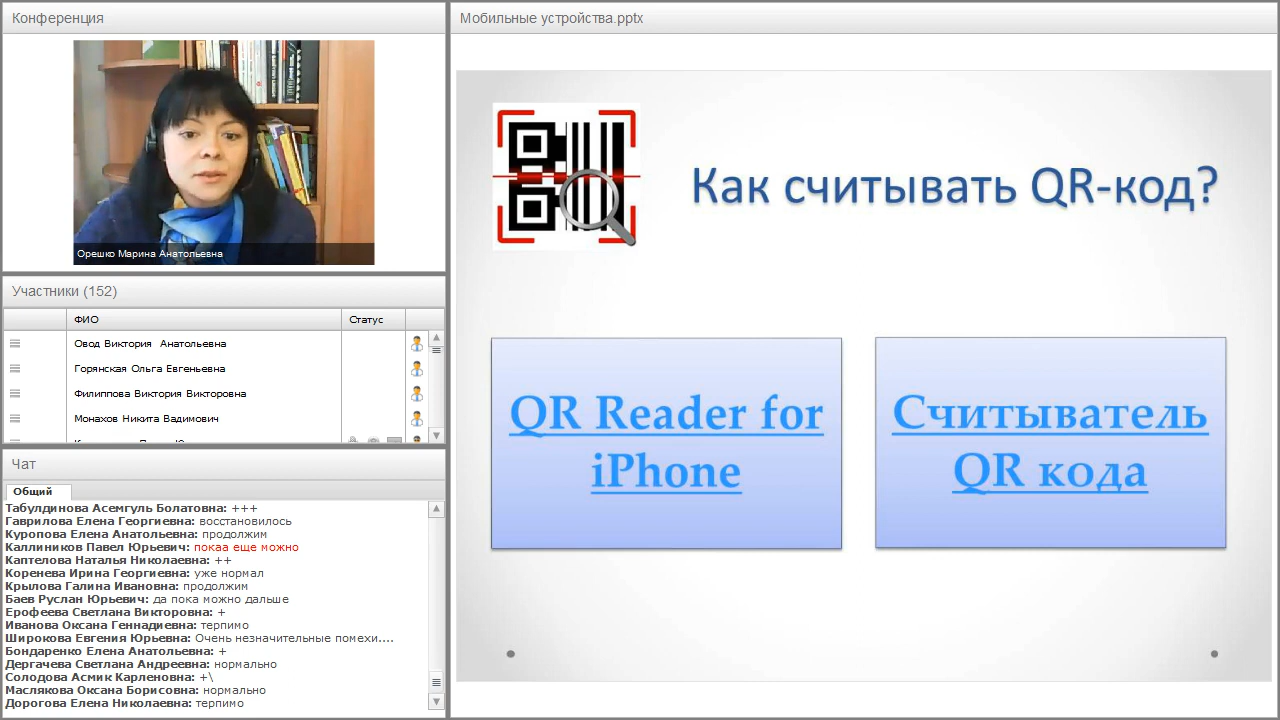 Конференция
Орешко Марина Анатольевна
Участники (152)
ФИО
Статус
Овод Виктория Анатольевна
Горянская Ольга Евгеньевна
Филиппова Виктория Викторовна
Монахов Никита Вадимович
Чат
Общий
Табулдинова Асемгуль Болатовна: +++
Гаврилова Елена Георгиевна: восстановилось
Куропова Елена Анатольевна: продолжим
Каллиников Павел Юрьевич: покаа еще можно
Каптелова Наталья Николаевна: ++
Коренева Ирина Георгиевна: уже нормал
Крылова Галина Ивановна: продолжим
Баев Руслан Юрьевич: да пока можно дальше
Ерофеева Светлана Викторовна: +
Иванова Оксана Геннадиевна: терпимо
Широкова Евгения Юрьевна: Очень незначительные помехи....
Бондаренко Елена Анатольевна: +
Дергачева Светлана Андреевна: нормально
Солодова Асмик Карленовна: +\
Маслякова Оксана Борисовна: нормально
Дорогова Елена Николаевна: терпимо
Мобильные устройства.pptx
Как считывать QR-код?
QR Reader for
iPhone
Считыватель
QR кода